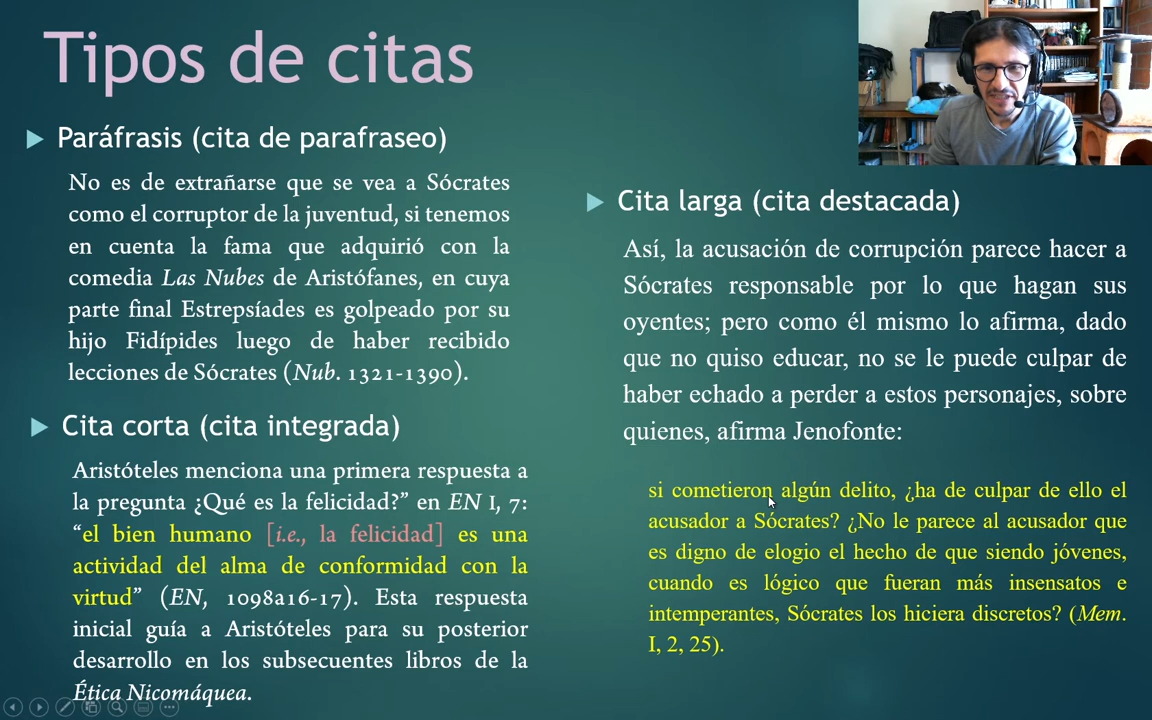 Tipos de citas
Paráfrasis (cita de parafraseo)
No es de extrañarse que se vea a Sócrates
como el corruptor de la juventud, si tenemos
en cuenta la fama que adquirió con la
comedia Las Nubes de Aristófanes, en cuya
parte final Estrepsíades es golpeado por su
hijo Fidípides luego de haber recibido
lecciones de Sócrates (Nub. 1321-1390).
Cita corta (cita integrada)
Aristóteles menciona una primera respuesta a
la pregunta ¿Qué es la felicidad?” en EN I, 7:
“el bien humano [i.e., la felicidad] es una
actividad del alma de conformidad con la
virtud” (EN, 1098a16-17). Esta respuesta
inicial guía a Aristóteles para su posterior
desarrollo en los subsecuentes libros de la
Ética Nicomáquea.
Cita larga (cita destacada)
Así, la acusación de corrupción parece hacer a
Sócrates responsable por lo que hagan sus
oyentes; pero como él mismo lo afirma, dado
que no quiso educar, no se le puede culpar de
haber echado a perder a estos personajes, sobre
quienes, afirma Jenofonte:
si cometieron algún delito, ¿ha de culpar de ello el
acusador a Sócrates? ¿No le parece al acusador que
es digno de elogio el hecho de que siendo jóvenes,
cuando es lógico que fueran más insensatos e
intemperantes, Sócrates los hiciera discretos? (Mem.
I, 2, 25).